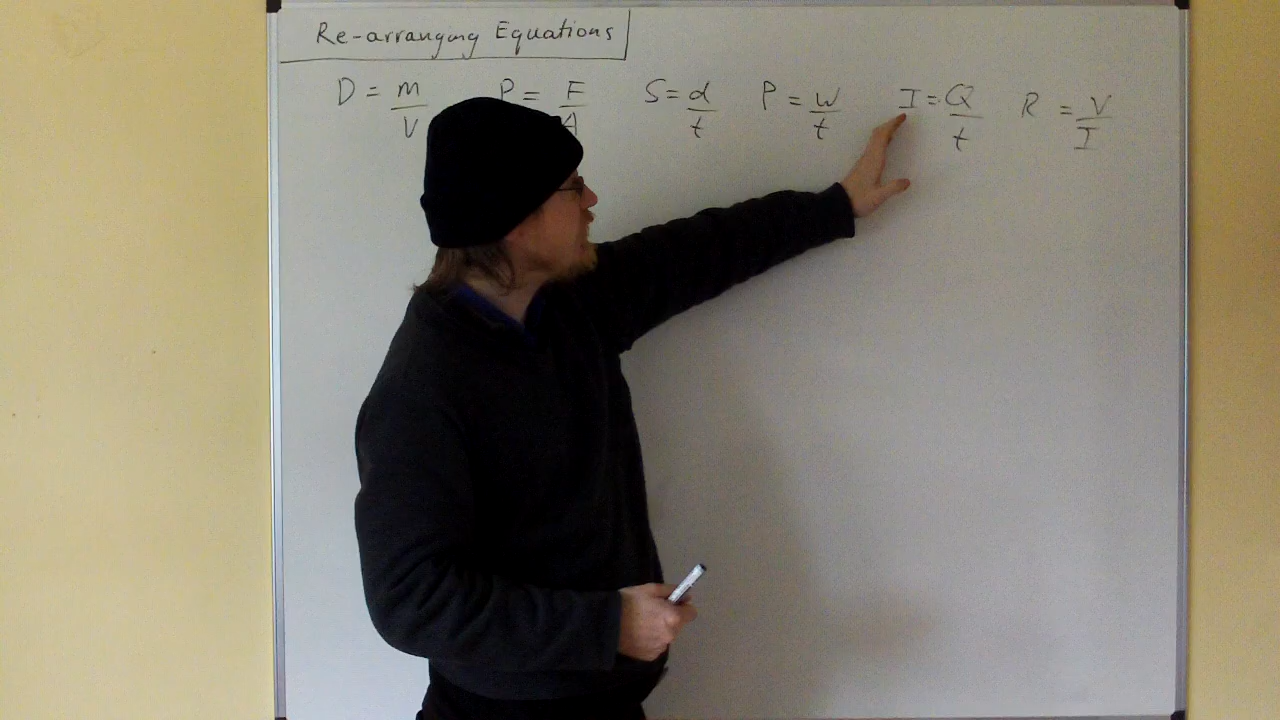 Re-arranging Equations
D = m/V P = F/A S = d/t P = W/t I = Q/t R = V/I